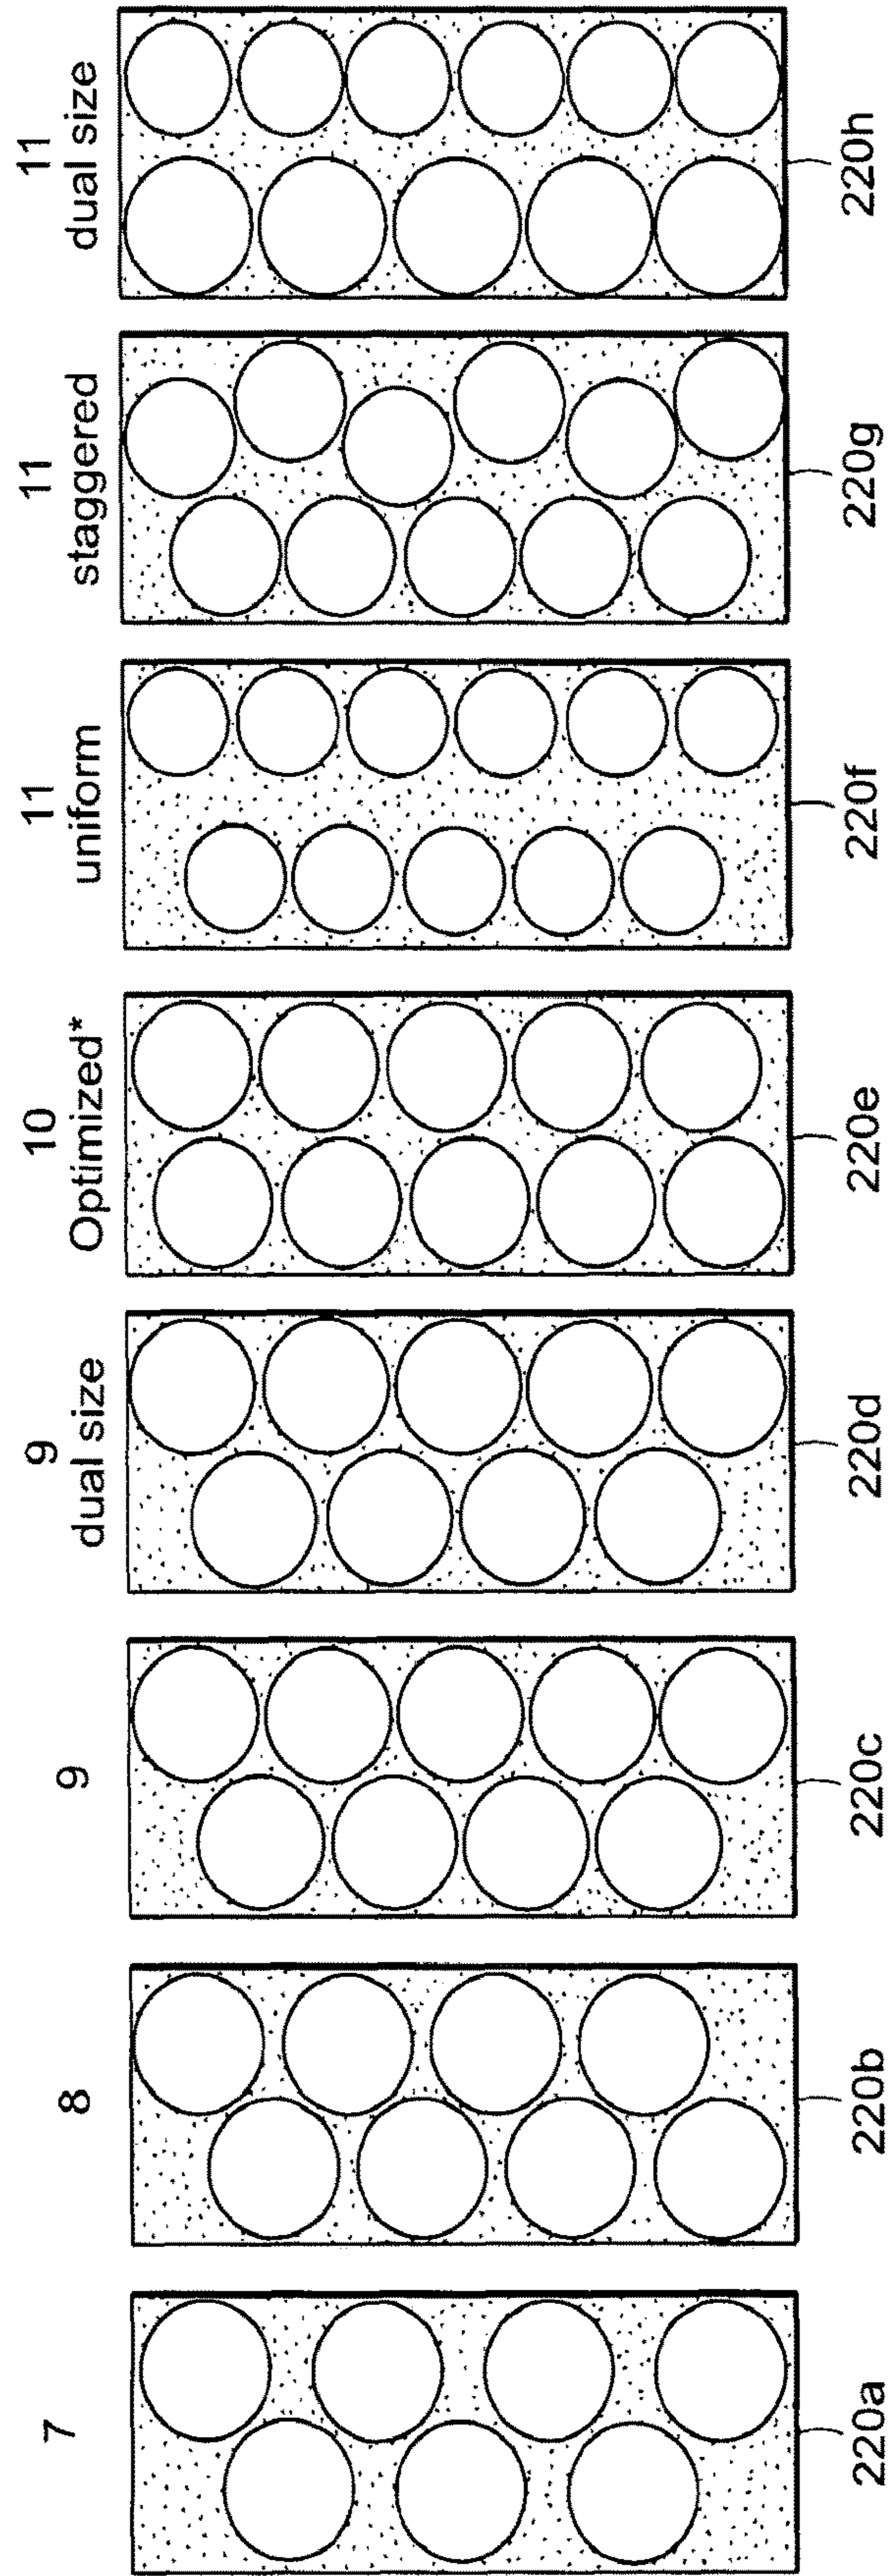 7
8
9
9
dual size
10
Optimized*
11
uniform
11
staggered
11
dual size
220a
220b
220c
220d
220e
220f
220g
220h